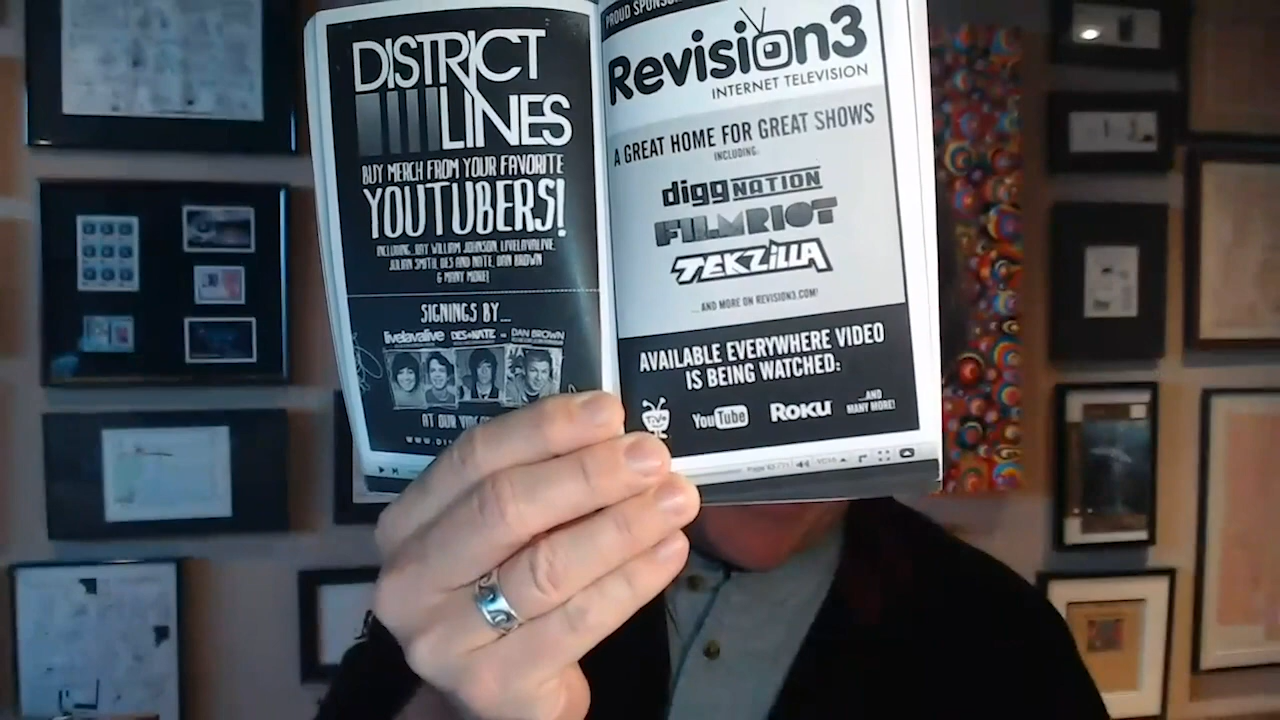 DISTRICT
LINES
BUY MERCH FROM YOUR FAVORITE
YOUTUBERS!
INCLUDING...RAY WILLIAM JOHNSON, LIVELAVALIVE,
JULIAN SMITH, DES AND NATE, DAN BROWN
& MANY MORE!
SIGNINGS BY...
livelavalive DES & NATE DAN BROWN
AT OUR
WWW.
PROUD
Revision3
INTERNET TELEVISION
A GREAT HOME FOR GREAT SHOWS
INCLUDING:
diggNATION
FILMRIOT
TEKZILLA
...AND MORE ON REVISION3.COM!
AVAILABLE EVERYWHERE VIDEO
IS BEING WATCHED:
TiVo YouTube ROKU ...AND
MANY MORE!
Page